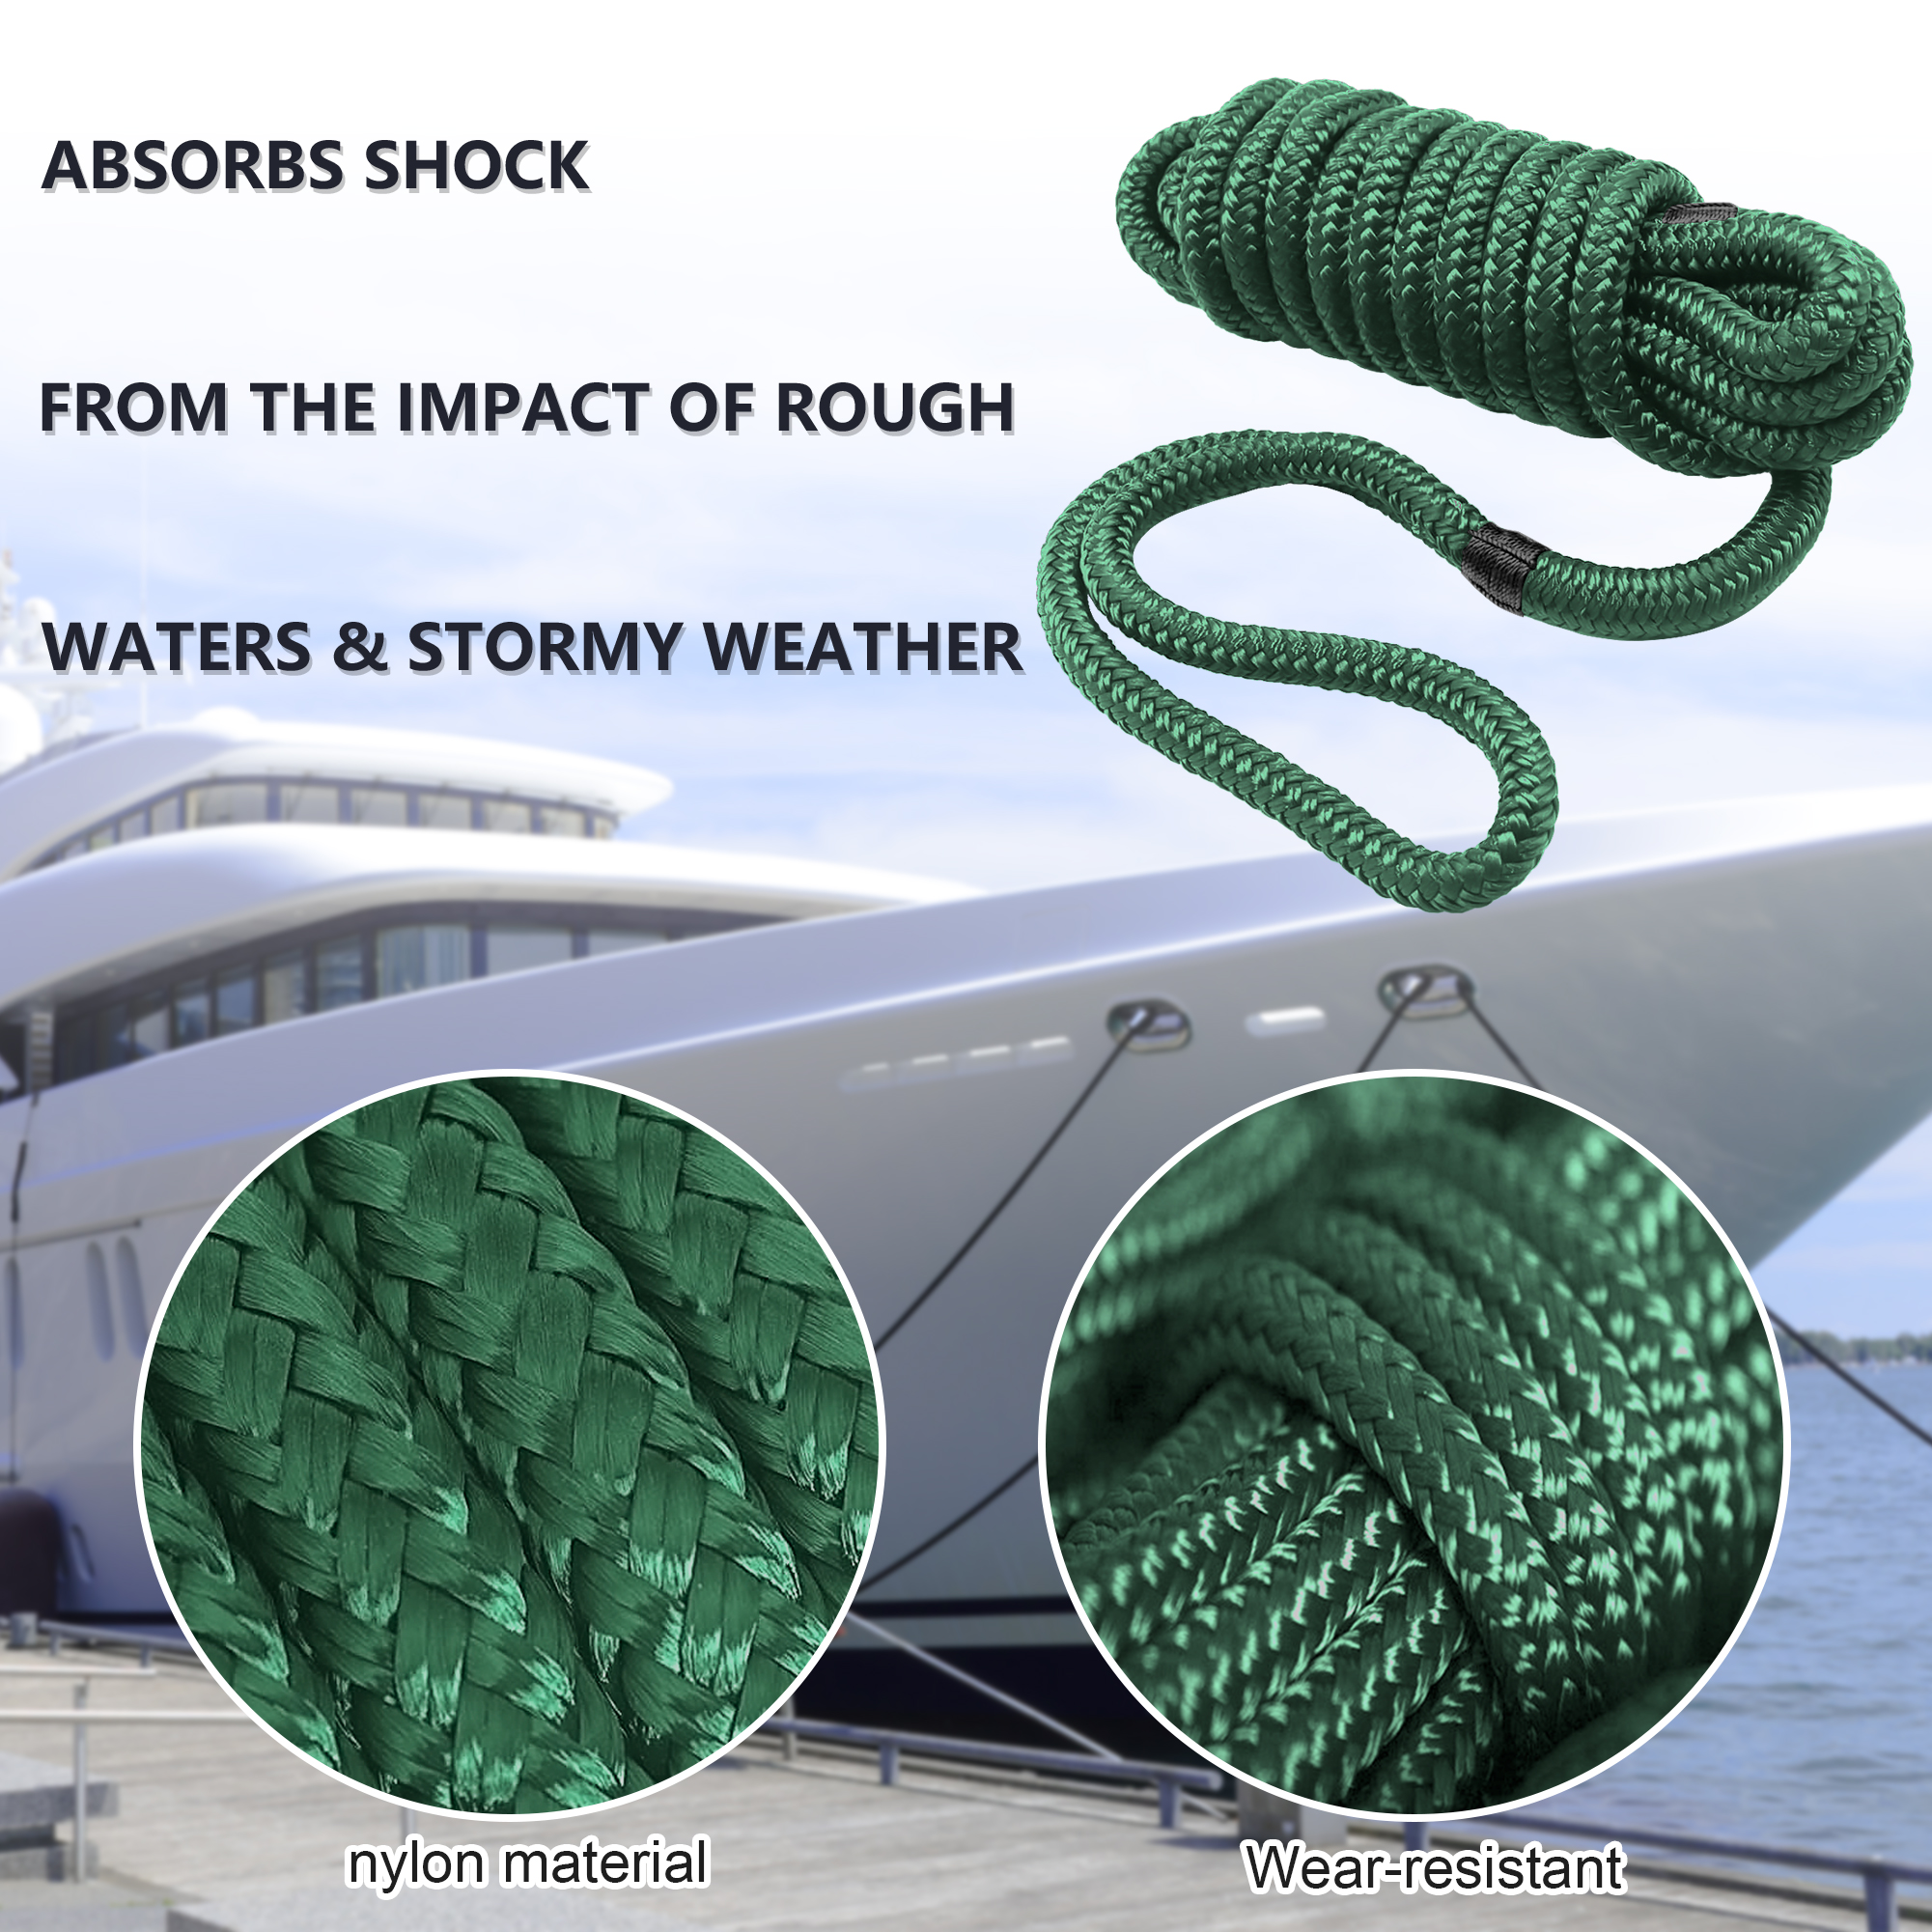 ABSORBS SHOCK
FROM THE IMPACT OF ROUGH
WATERS & STORMY WEATHER
nylon material
Wear-resistant